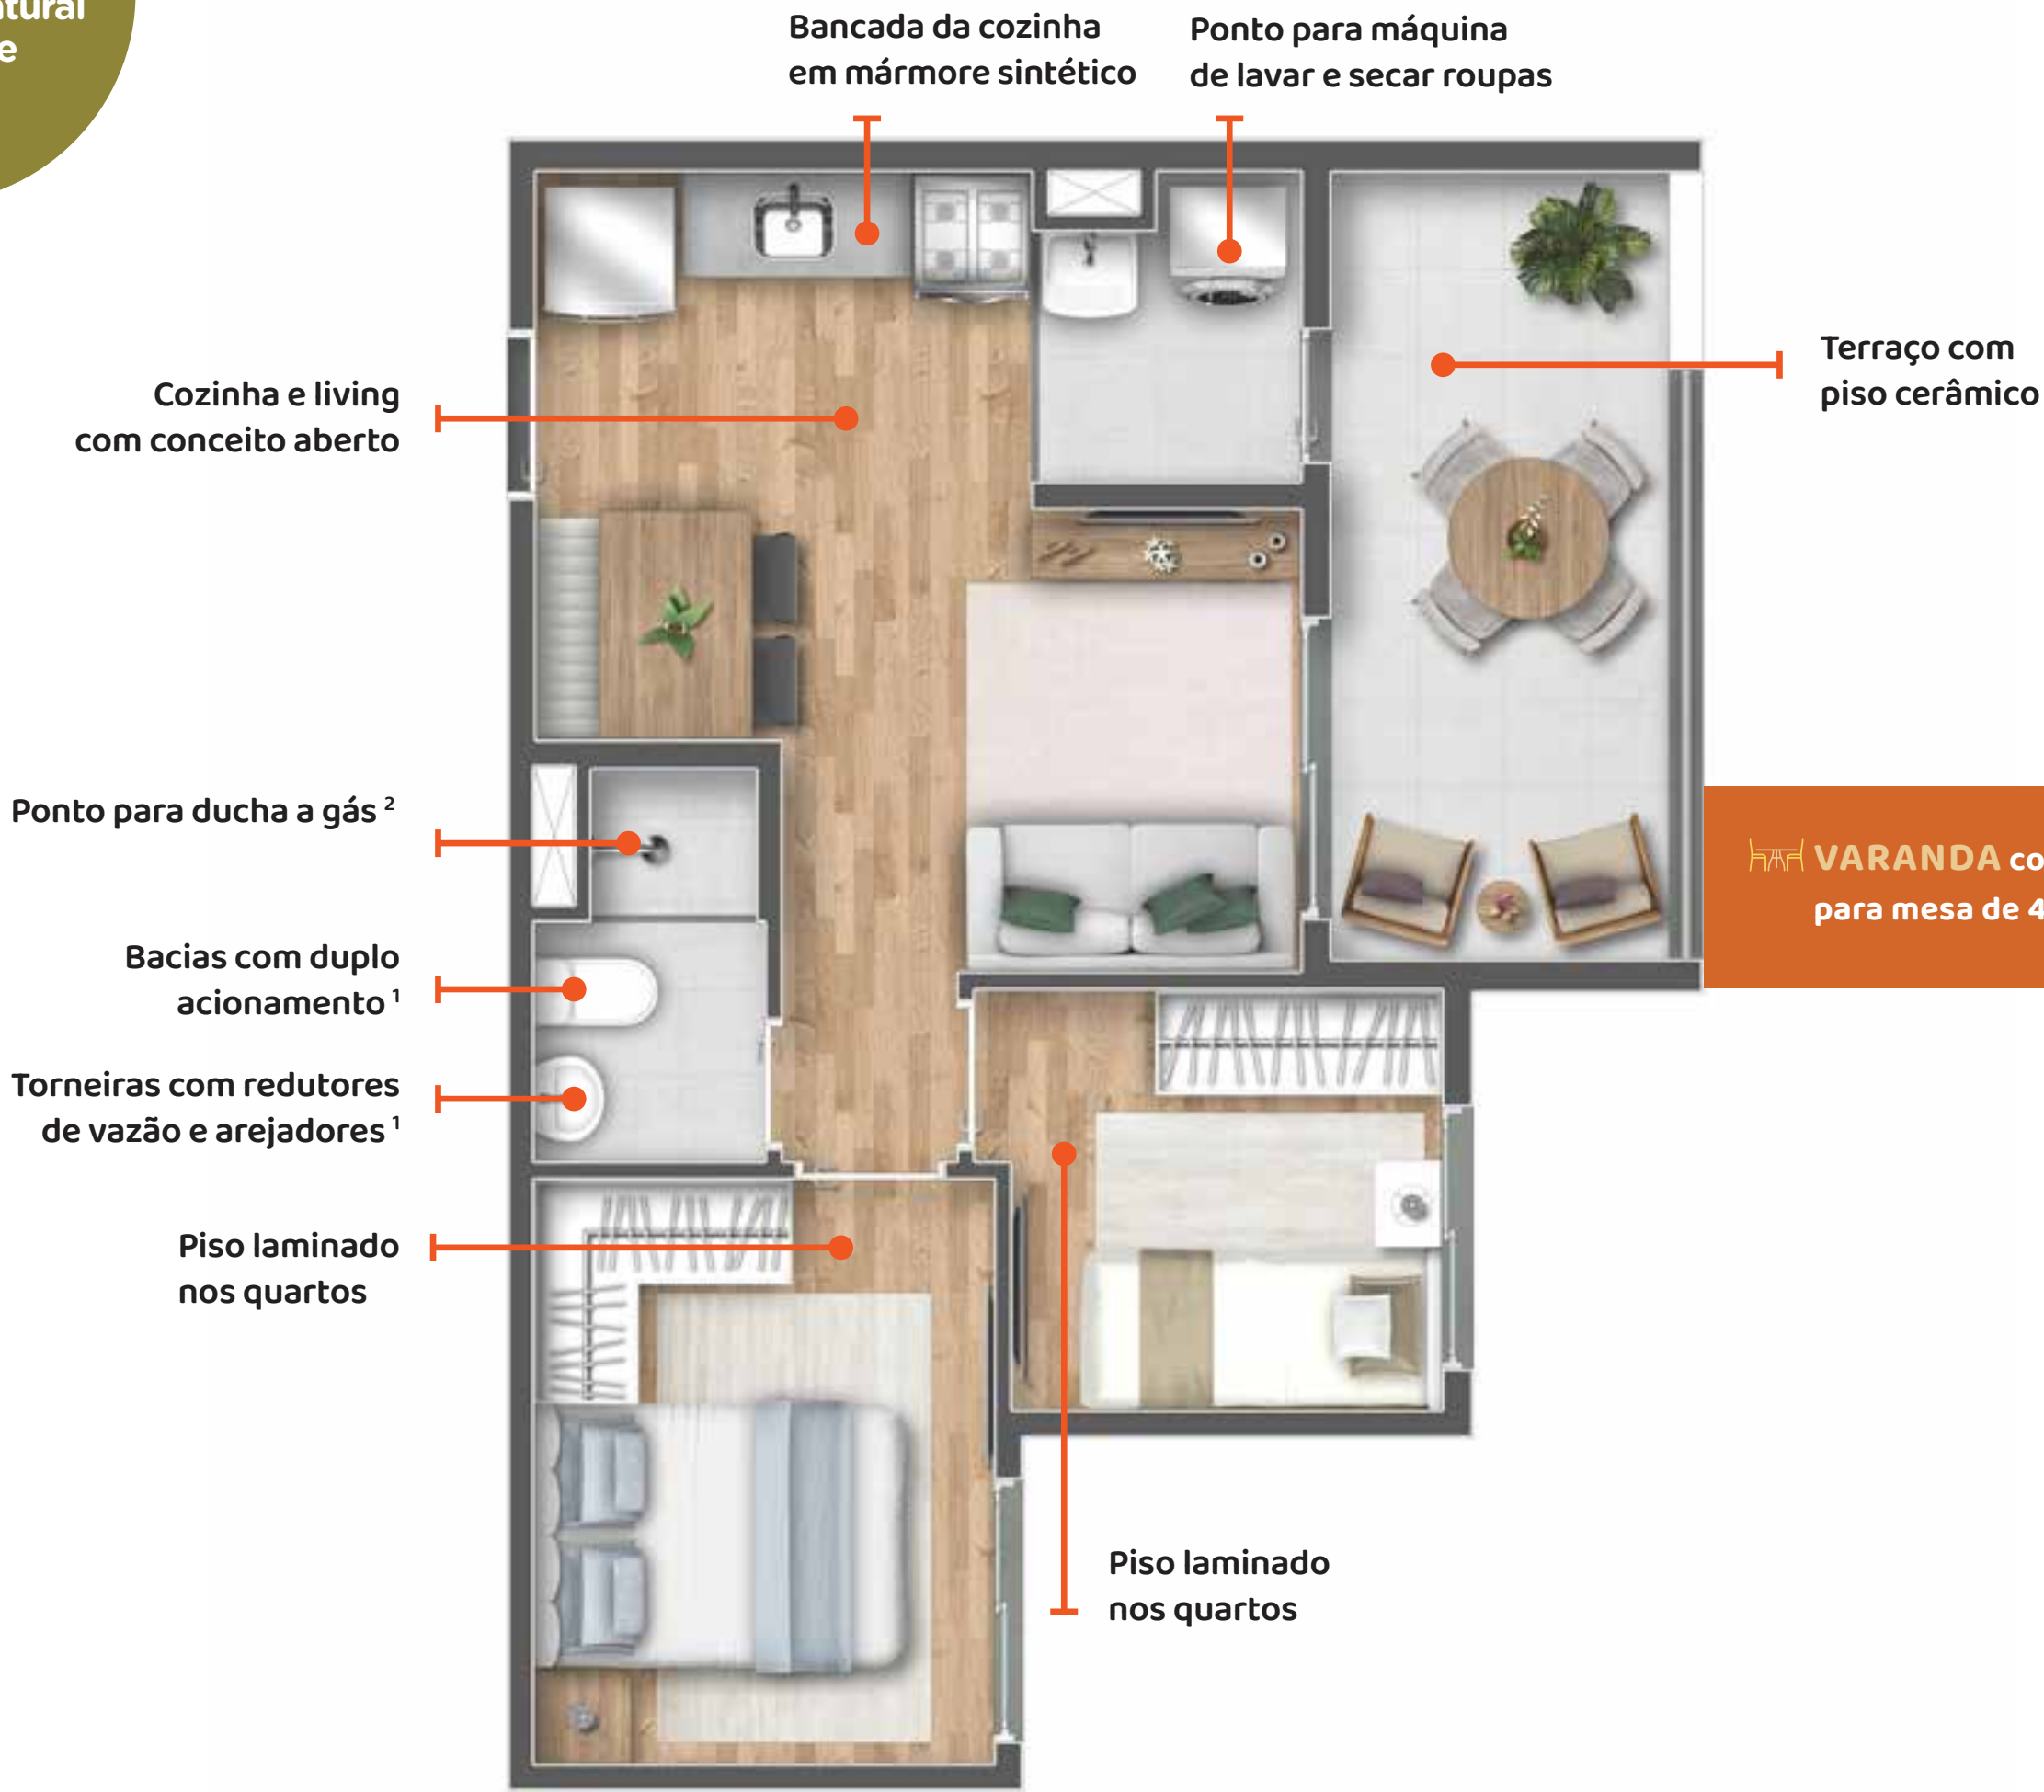 Bancada da cozinha
em mármore sintético
Ponto para máquina
de lavar e secar roupas
Terraço com
piso cerâmico
Cozinha e living
com conceito aberto
Ponto para ducha a gás ²
VARANDA
para mesa de 4
Bacias com duplo
acionamento ¹
Torneiras com redutores
de vazão e arejadores ¹
Piso laminado
nos quartos
Piso laminado
nos quartos